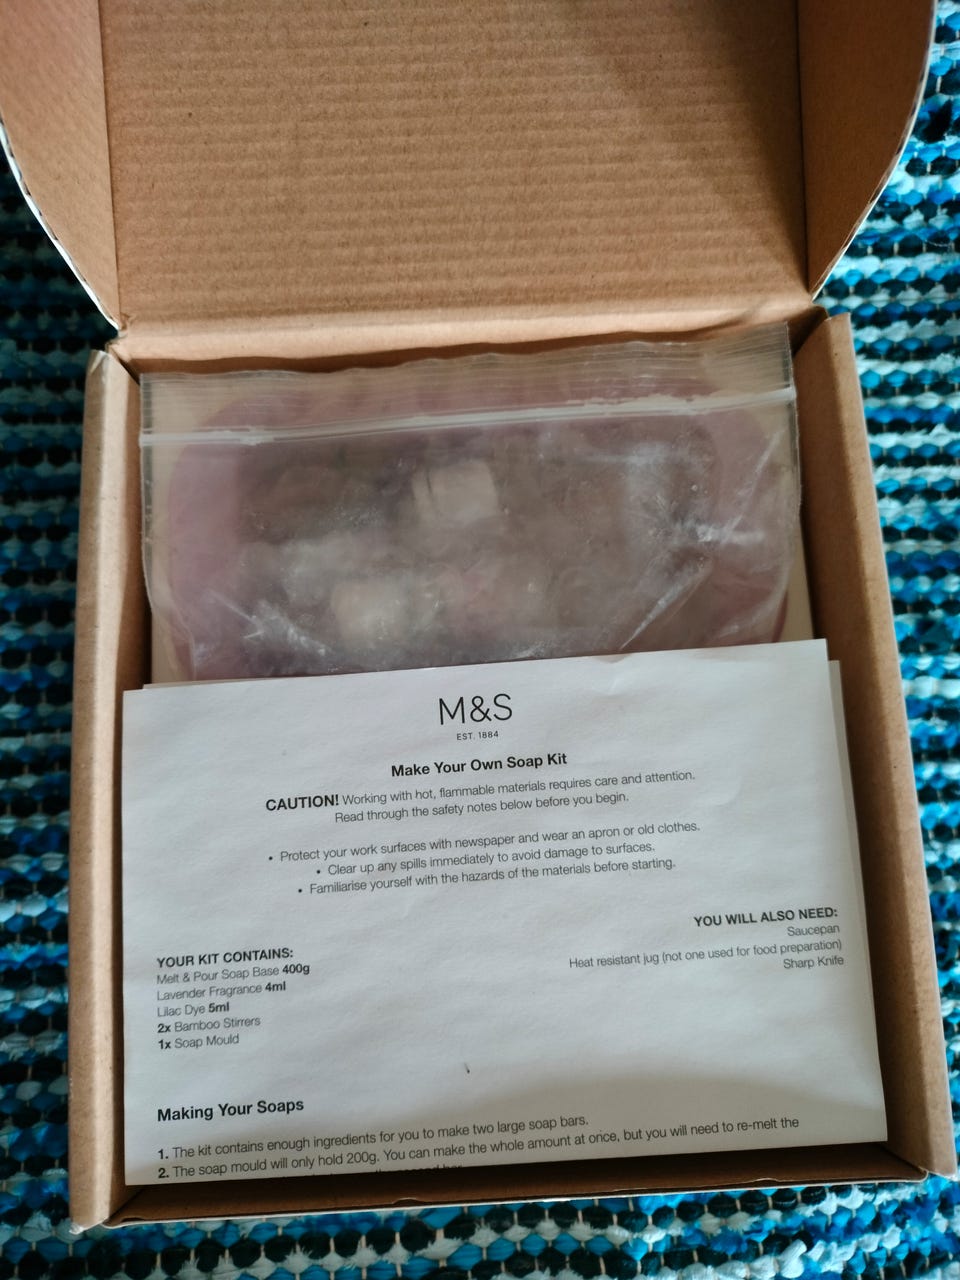 M&S
EST. 1884
Make Your Own Soap Kit
CAUTION! Working with hot, flammable materials requires care and attention.
Read through the safety notes below before you begin.
• Protect your work surfaces with newspaper and wear an apron or old clothes.
• Clear up any spills immediately to avoid damage to surfaces.
• Familiarise yourself with the hazards of the materials before starting.
YOUR KIT CONTAINS:
Melt & Pour Soap Base 400g
Lavender Fragrance 4ml
Lilac Dye 5ml
2x Bamboo Stirrers
1x Soap Mould
YOU WILL ALSO NEED:
Saucepan
Heat resistant jug (not one used for food preparation)
Sharp Knife
Making Your Soaps
1. The kit contains enough ingredients for you to make two large soap bars.
2. The soap mould will only hold 200g. You can make the whole amount at once, but you will need to re-melt the